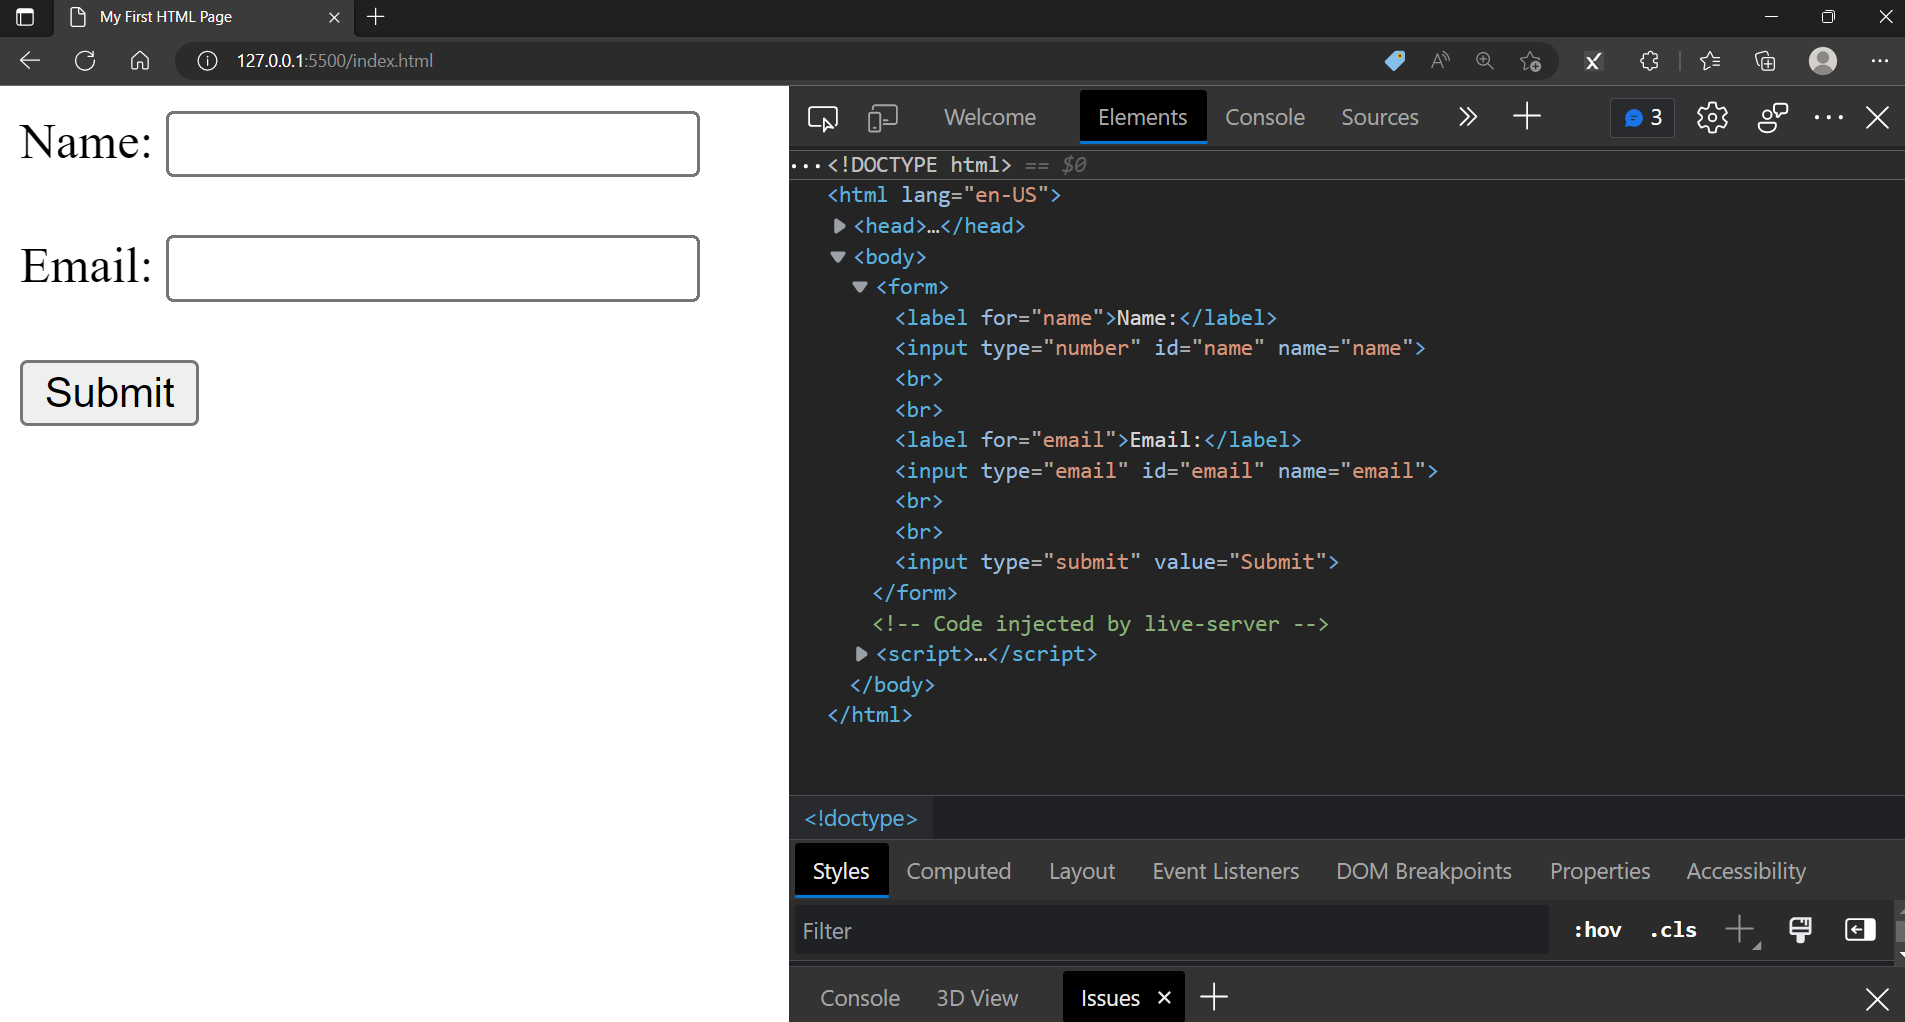 My First HTML Page
127.0.0.1:5500/index.html
Name:
Email:
Submit
Welcome Elements Console Sources 3
<!DOCTYPE html> == $0
<html lang="en-US">
<head>…</head>
<body>
<form>
<label for="name">Name:</label>
<input type="number" id="name" name="name">
<br>
<br>
<label for="email">Email:</label>
<input type="email" id="email" name="email">
<br>
<br>
<input type="submit" value="Submit">
</form>
<!-- Code injected by live-server -->
<script>…</script>
</body>
</html>
<!doctype>
Styles Computed Layout Event Listeners DOM Breakpoints Properties Accessibility
Filter :hov .cls
Console 3D View Issues